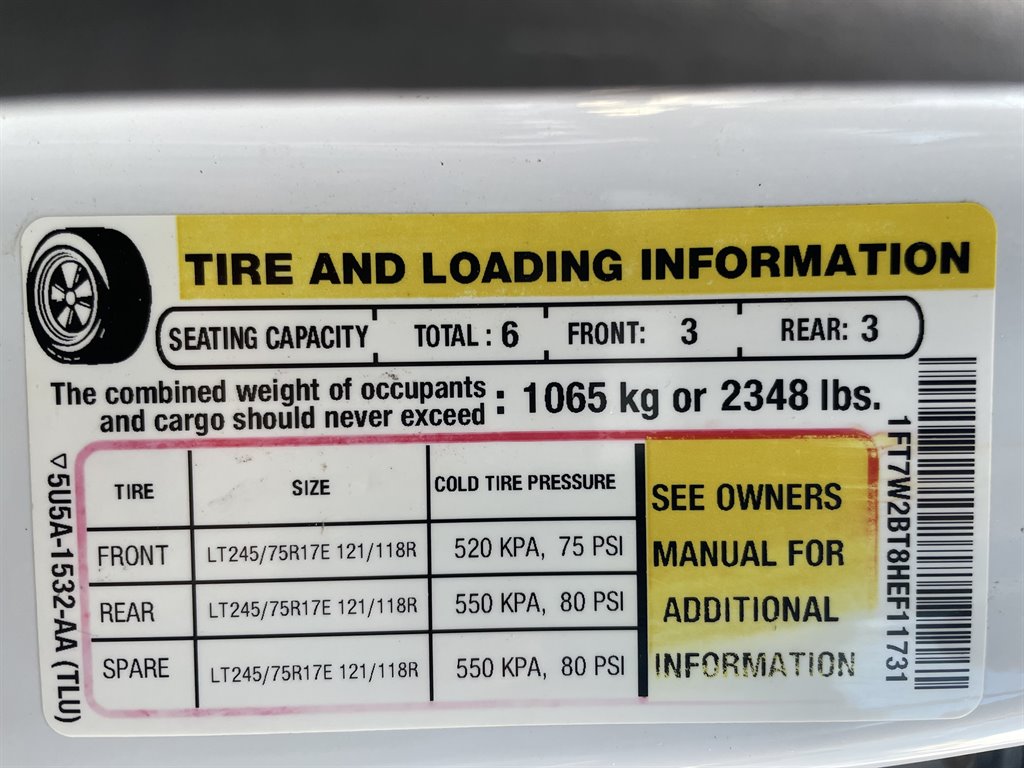 TIRE AND LOADING INFORMATION
SEATING CAPACITY TOTAL : 6 FRONT: 3 REAR: 3
The combined weight of occupants
and cargo should never exceed : 1065 kg or 2348 lbs.
TIRE SIZE COLD TIRE PRESSURE
FRONT LT245/75R17E 121/118R 520 KPA, 75 PSI
REAR LT245/75R17E 121/118R 550 KPA, 80 PSI
SPARE LT245/75R17E 121/118R 550 KPA, 80 PSI
SEE OWNERS
MANUAL FOR
ADDITIONAL
INFORMATION
1FT7W2BT8HEF11731
▽5U5A-1532-AA (TLU)